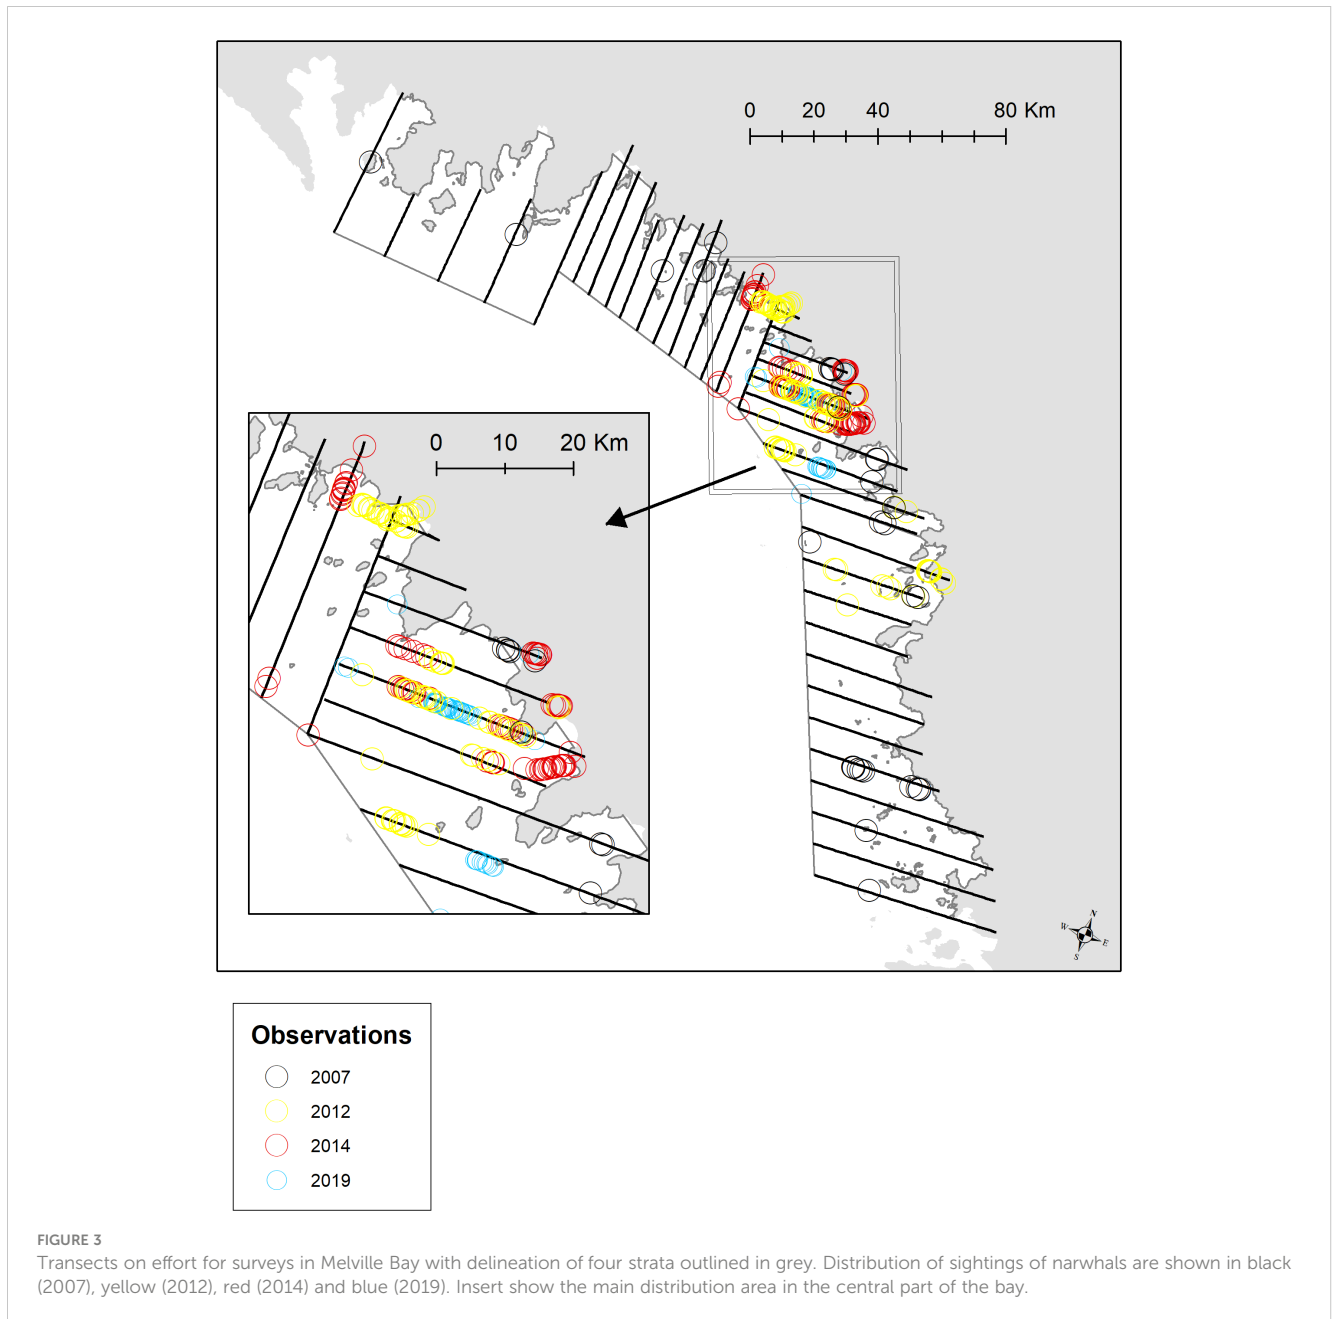 0 20 40 80 Km
0 10 20 Km
N
W
E
S
Observations
2007
2012
2014
2019
FIGURE 3
Transects on effort for surveys in Melville Bay with delineation of four strata outlined in grey. Distribution of sightings of narwhals are shown in black
(2007), yellow (2012), red (2014) and blue (2019). Insert show the main distribution area in the central part of the bay.